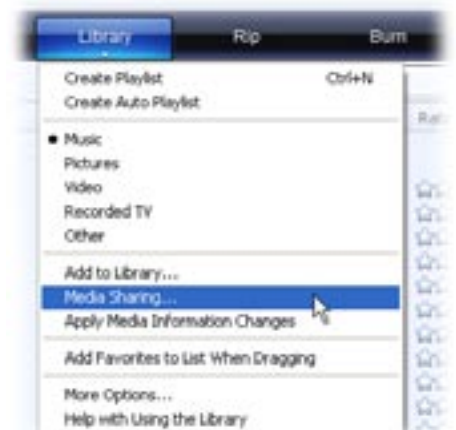 Library Rip Burn
Create Playlist Ctrl+N
Create Auto Playlist
Music
Pictures
Video
Recorded TV
Other
Add to Library...
Media Sharing...
Apply Media Information Changes
Add Favorites to List When Dragging
More Options...
Help with Using the Library